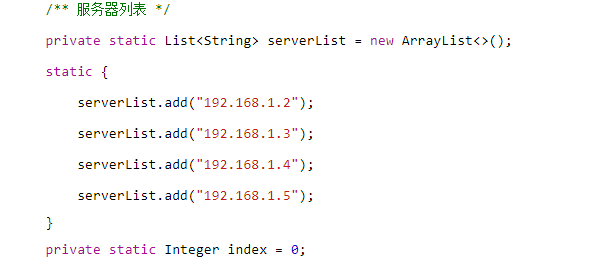 /** 服务器列表 */
private static List<String> serverList = new ArrayList<>();
static {
serverList.add("192.168.1.2");
serverList.add("192.168.1.3");
serverList.add("192.168.1.4");
serverList.add("192.168.1.5");
}
private static Integer index = 0;